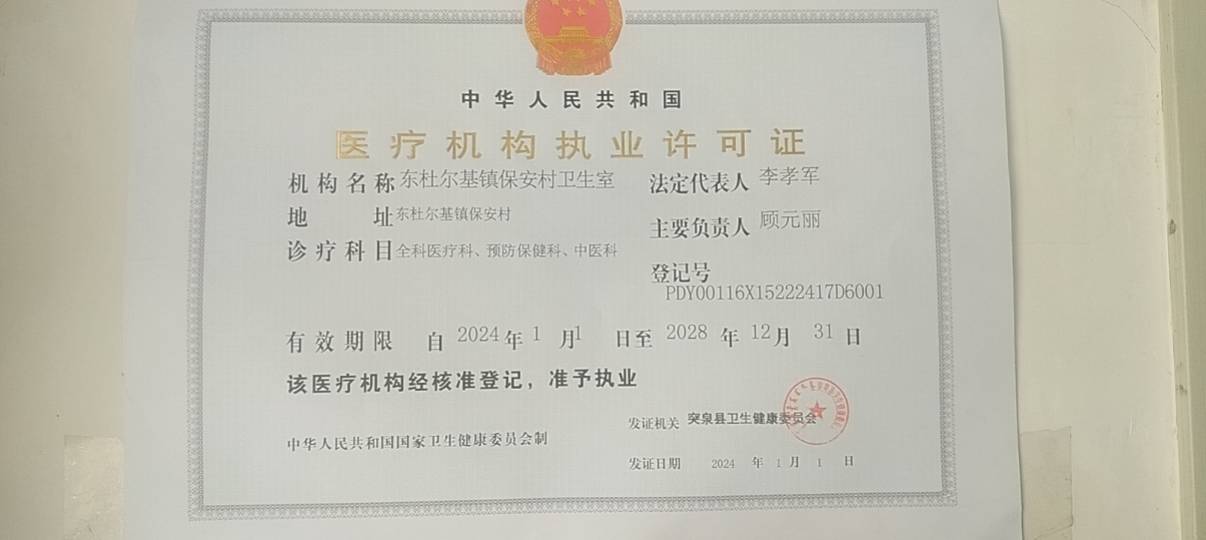 中华人民共和国
医疗机构执业许可证
机构名称 东杜尔基镇保安村卫生室 法定代表人 李孝军
地址 东杜尔基镇保安村 主要负责人 顾元丽
诊疗科目 全科医疗科、预防保健科、中医科
登记号
PDY00116X15222417D6001
有效期限 自 2024 年 1 月 1 日至 2028 年 12 月 31 日
该医疗机构经核准登记，准予执业
发证机关 突泉县卫生健康委员会
中华人民共和国国家卫生健康委员会制
发证日期 2024 年 1 月 1 日